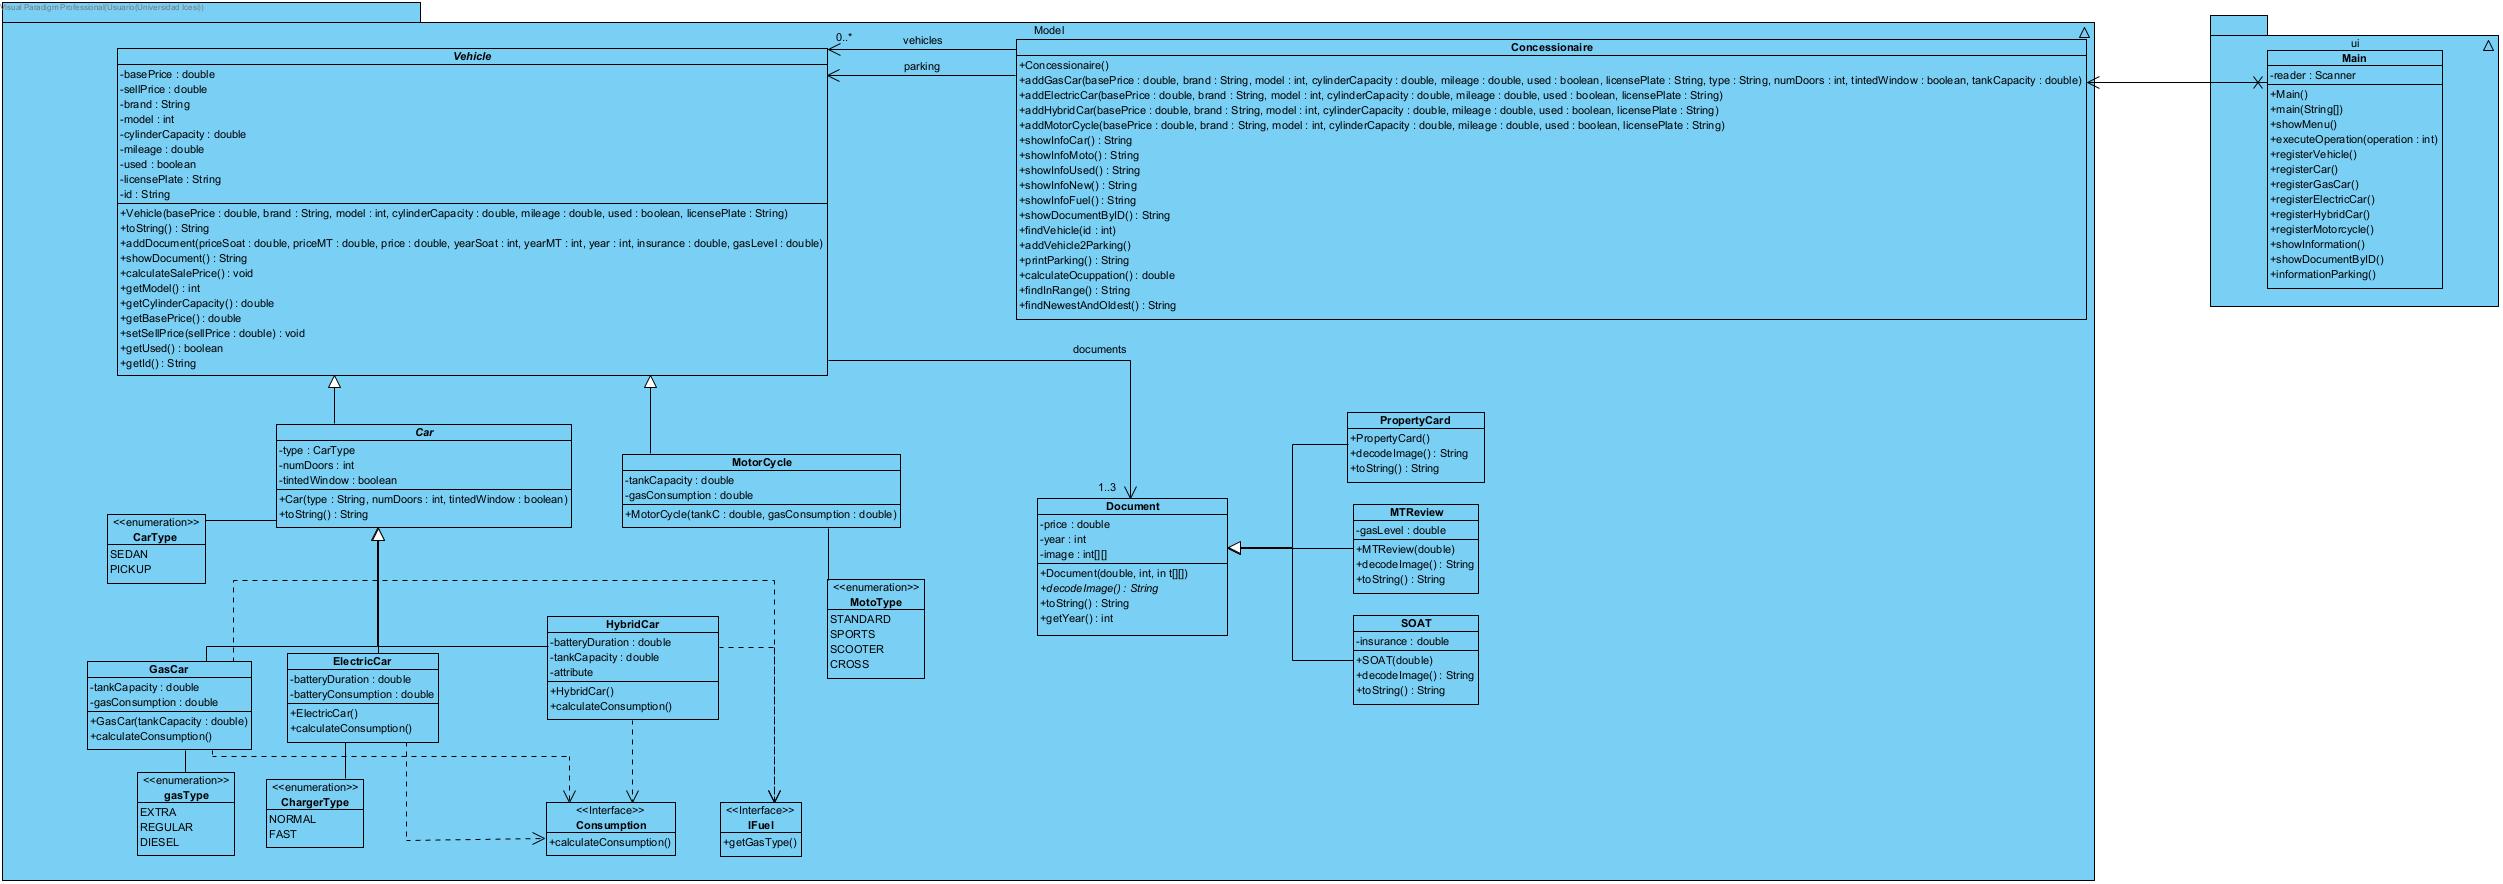 Visual Paradigm Professional(Usuario(Universidad Icesi))
Model
Vehicle
-basePrice : double
-sellPrice : double
-brand : String
-model : int
-cylinderCapacity : double
-mileage : double
-used : boolean
-licensePlate : String
-id : String
+Vehicle(basePrice : double, brand : String, model : int, cylinderCapacity : double, mileage : double, used : boolean, licensePlate : String)
+toString() : String
+addDocument(priceSoat : double, priceMT : double, price : double, yearSoat : int, yearMT : int, year : int, insurance : double, gasLevel : double)
+showDocument() : String
+calculateSalePrice() : void
+getModel() : int
+getCylinderCapacity() : double
+getBasePrice() : double
+setSellPrice(sellPrice : double) : void
+getUsed() : boolean
+getId() : String
0..*
vehicles
parking
Concessionaire
+Concessionaire()
+addGasCar(basePrice : double, brand : String, model : int, cylinderCapacity : double, mileage : double, used : boolean, licensePlate : String, type : String, numDoors : int, tintedWindow : boolean, tankCapacity : double)
+addElectricCar(basePrice : double, brand : String, model : int, cylinderCapacity : double, mileage : double, used : boolean, licensePlate : String)
+addHybridCar(basePrice : double, brand : String, model : int, cylinderCapacity : double, mileage : double, used : boolean, licensePlate : String)
+addMotorCycle(basePrice : double, brand : String, model : int, cylinderCapacity : double, mileage : double, used : boolean, licensePlate : String)
+showInfoCar() : String
+showInfoMoto() : String
+showInfoUsed() : String
+showInfoNew() : String
+showInfoFuel() : String
+showDocumentByID() : String
+findVehicle(id : int)
+addVehicle2Parking()
+printParking() : String
+calculateOcuppation() : double
+findInRange() : String
+findNewestAndOldest() : String
ui
Main
-reader : Scanner
+Main()
+main(String[])
+showMenu()
+executeOperation(operation : int)
+registerVehicle()
+registerCar()
+registerGasCar()
+registerElectricCar()
+registerHybridCar()
+registerMotorcycle()
+showInformation()
+showDocumentByID()
+informationParking()
documents
1..3
Car
-type : CarType
-numDoors : int
-tintedWindow : boolean
+Car(type : String, numDoors : int, tintedWindow : boolean)
+toString() : String
MotorCycle
-tankCapacity : double
-gasConsumption : double
+MotorCycle(tankC : double, gasConsumption : double)
<<enumeration>>
CarType
SEDAN
PICKUP
<<enumeration>>
MotoType
STANDARD
SPORTS
SCOOTER
CROSS
Document
-price : double
-year : int
-image : int[][]
+Document(double, int, in t[][])
+decodeImage() : String
+toString() : String
+getYear() : int
PropertyCard
+PropertyCard()
+decodeImage() : String
+toString() : String
MTReview
-gasLevel : double
+MTReview(double)
+decodeImage() : String
+toString() : String
SOAT
-insurance : double
+SOAT(double)
+decodeImage() : String
+toString() : String
GasCar
-tankCapacity : double
-gasConsumption : double
+GasCar(tankCapacity : double)
+calculateConsumption()
ElectricCar
-batteryDuration : double
-batteryConsumption : double
+ElectricCar()
+calculateConsumption()
HybridCar
-batteryDuration : double
-tankCapacity : double
-attribute
+HybridCar()
+calculateConsumption()
<<enumeration>>
gasType
EXTRA
REGULAR
DIESEL
<<enumeration>>
ChargerType
NORMAL
FAST
<<Interface>>
Consumption
+calculateConsumption()
<<Interface>>
IFuel
+getGasType()